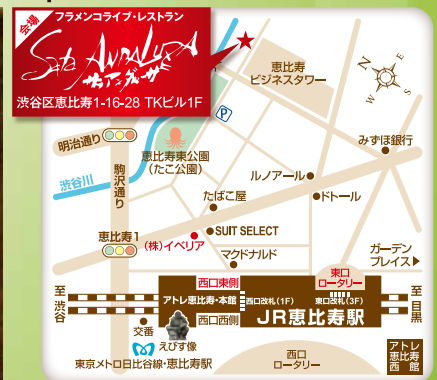 会場
フラメンコライブ・レストラン
Sala ANDALUZA
サラ・アンダルーサ
渋谷区恵比寿1-16-28 TKビル1F
恵比寿
ビジネスタワー
N
E
W
S
P
明治通り
恵比寿東公園
(たこ公園)
みずほ銀行
渋谷川
駒沢通り
ルノアール
ドトール
たばこ屋
SUIT SELECT
恵比寿1
(株)イベリア
マクドナルド
ガーデン
プレイス▶
西口東側
東口
ロータリー
至渋谷
アトレ恵比寿・本館
西口改札(1F)
東口改札(3F)
至目黒
西口西側
JR恵比寿駅
交番
えびす像
東京メトロ日比谷線・恵比寿駅
西口
ロータリー
アトレ
恵比寿
西館